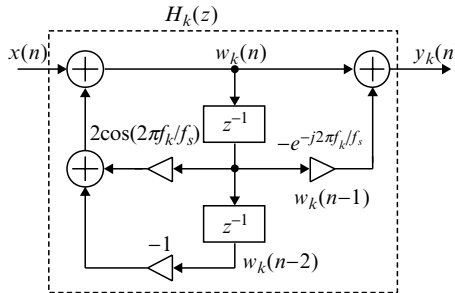 H_k(z)
x(n)
w_k(n)
y_k(n
z^{-1}
2cos(2πf_k/f_s)
−e^{−j2πf_k/f_s}
w_k(n−1)
z^{-1}
−1
w_k(n−2)